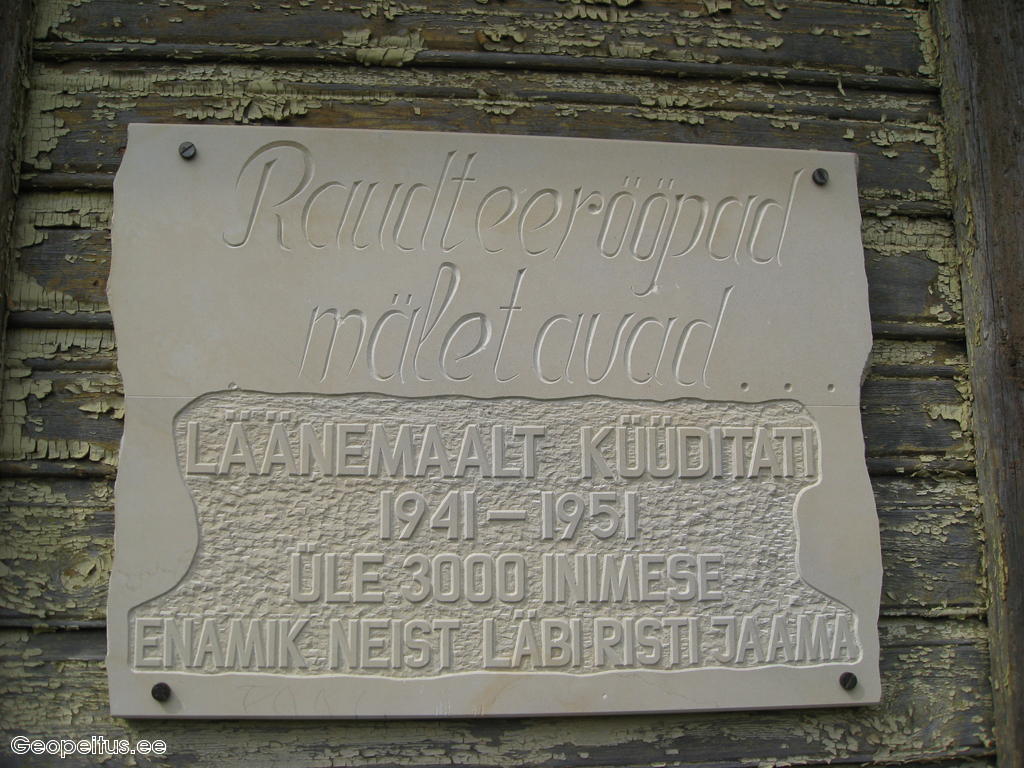 Raudteerööpad
mäletavad...
LÄÄNEMAALT KÜÜDITATI
1941 – 1951
ÜLE 3000 INIMESE
ENAMIK NEIST LÄBI RISTI JAAMA
Geopeitus.ee